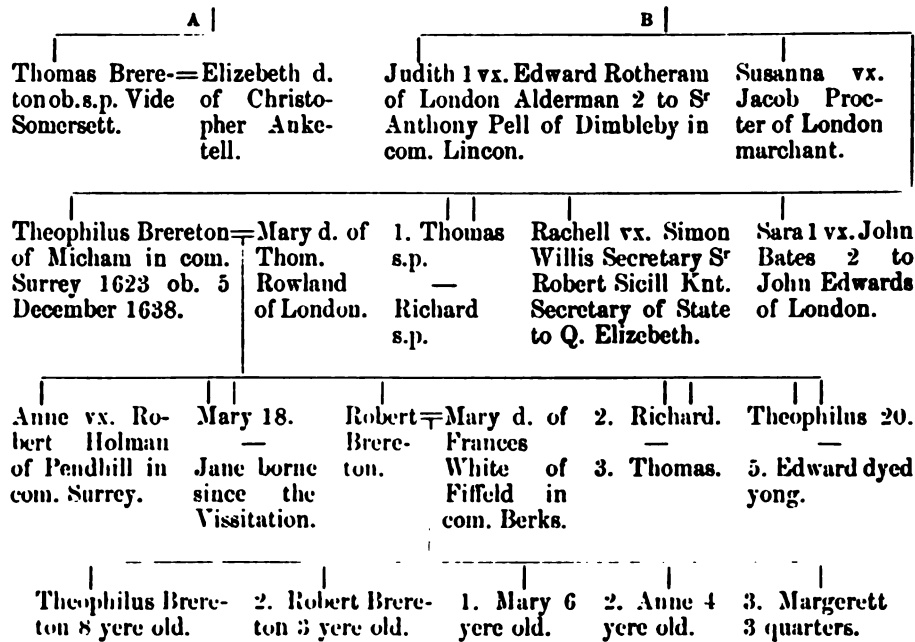 A
B
Thomas Brere-
ton ob. s.p. Vide
Somersett.
Elizebeth d.
of Christo-
pher Anke-
tell.
Judith 1 vx. Edward Rotheram
of London Alderman 2 to Sr
Anthony Pell of Dimbleby in
com. Lincon.
Susanna vx.
Jacob Proc-
ter of London
marchant.
Theophilus Brereton
of Micham in com.
Surrey 1623 ob. 5
December 1638.
Mary d. of
Thom.
Rowland
of London.
1. Thomas
s.p.
—
Richard
s.p.
Rachell vx. Simon
Willis Secretary Sr
Robert Sicill Knt.
Secretary of State
to Q. Elizebeth.
Sara 1 vx. John
Bates 2 to
John Edwards
of London.
Anne vx. Ro-
bert Holman
of Pendhill in
com. Surrey.
Mary 18.
—
Jane borne
since the
Vissitation.
Robert
Brere-
ton.
Mary d. of
Frances
White of
Fiffeld in
com. Berks.
2. Richard.
—
3. Thomas.
Theophilus 20.
—
5. Edward dyed
yong.
Theophilus Brere-
ton 8 yere old.
2. Robert Brere-
ton 3 yere old.
1. Mary 6
yere old.
2. Anne 4
yere old.
3. Margerett
3 quarters.